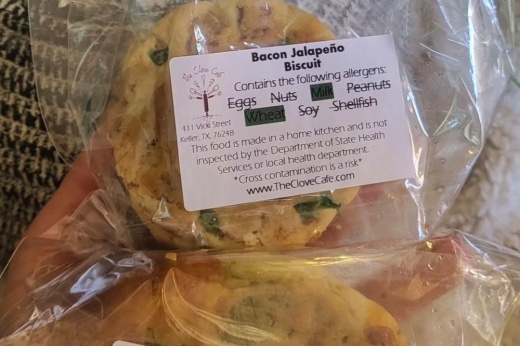 Bacon Jalapeño
Biscuit
Contains the following allergens:
Eggs Nuts Milk Peanuts
Wheat Soy Shellfish
The Clove Cafe
411 Vine Street
Keller, TX, 76248
This food is made in a home kitchen and is not
inspected by the Department of State Health
Services or local health department.
*Cross contamination is a risk*
www.TheCloveCafe.com